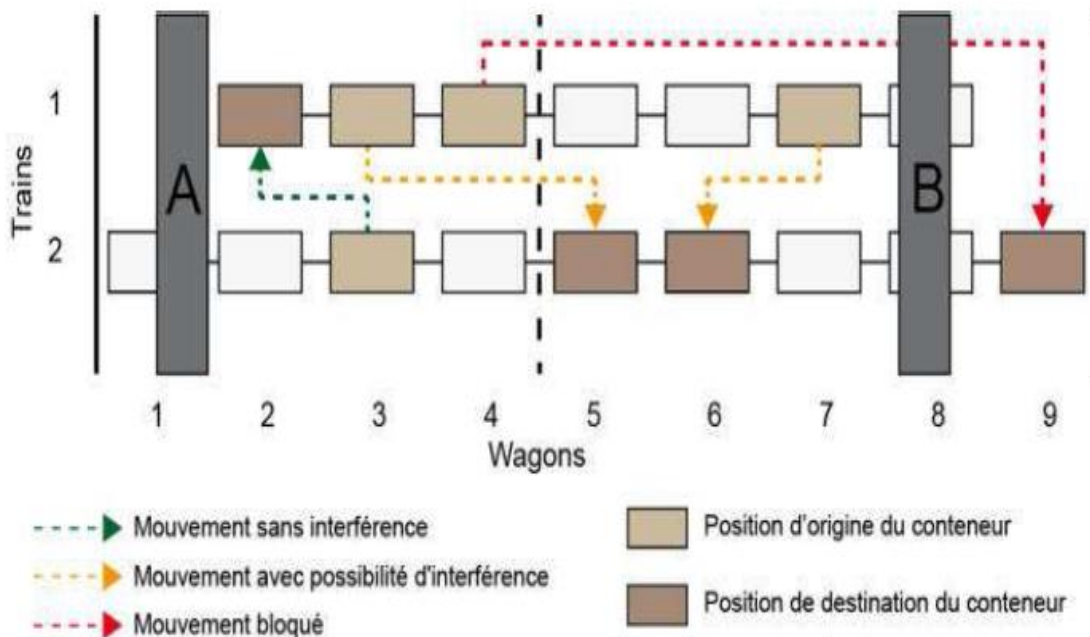 1
A
B
Trains
2
1 2 3 4 5 6 7 8 9
Wagons
Mouvement sans interférence
Mouvement avec possibilité d'interférence
Mouvement bloqué
Position d'origine du conteneur
Position de destination du conteneur